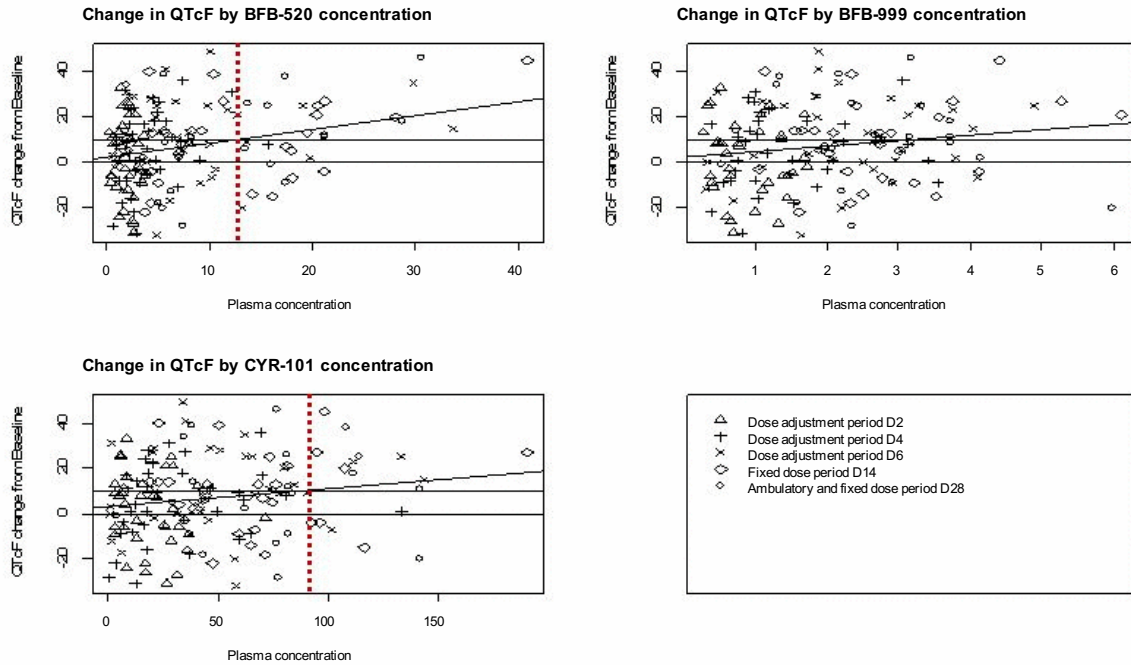 Change in QTcF by BFB-520 concentration
QTcF change from Baseline
40
20
0
-20
0 10 20 30 40
Plasma concentration
Change in QTcF by BFB-999 concentration
QTcF change from Baseline
40
20
0
-20
1 2 3 4 5 6
Plasma concentration
Change in QTcF by CYR-101 concentration
QTcF change from Baseline
40
20
0
-20
0 50 100 150
Plasma concentration
Dose adjustment period D2
Dose adjustment period D4
Dose adjustment period D6
Fixed dose period D14
Ambulatory and fixed dose period D28